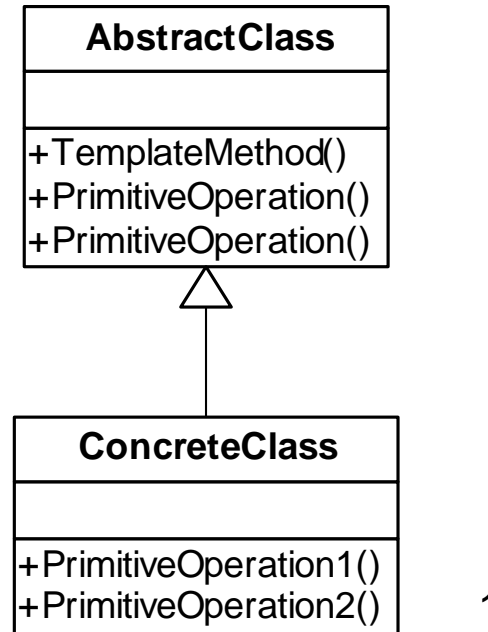 AbstractClass
+TemplateMethod()
+PrimitiveOperation()
+PrimitiveOperation()
ConcreteClass
+PrimitiveOperation1()
+PrimitiveOperation2()